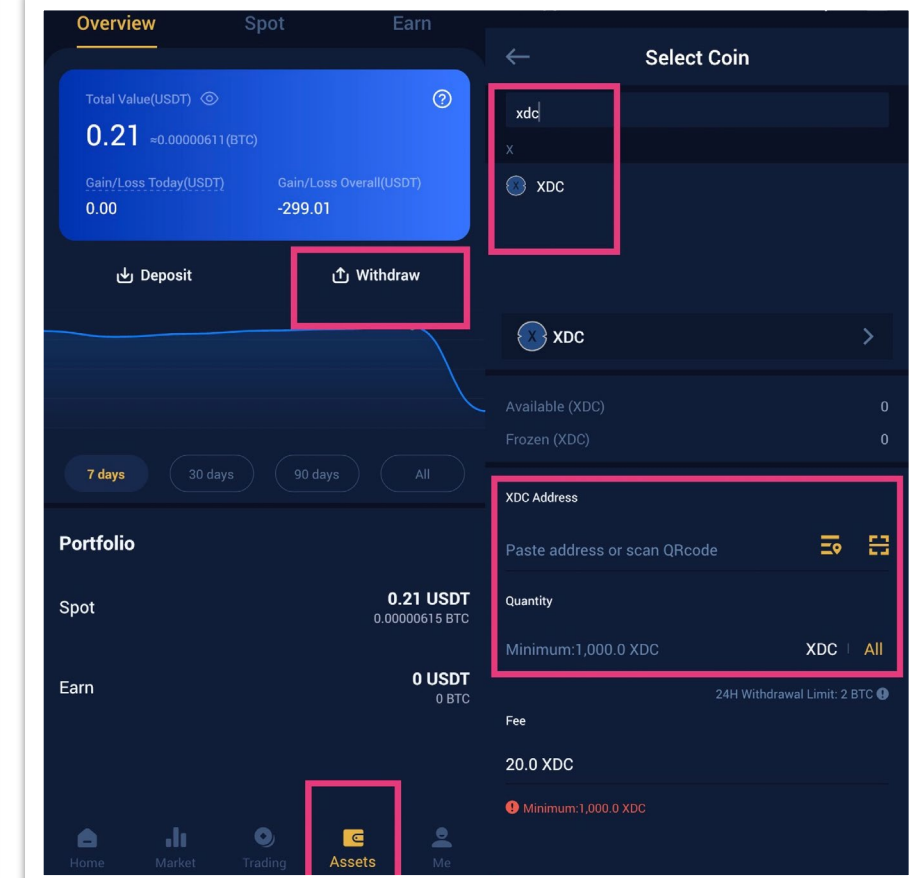 Overview Spot Earn
Total Value(USDT)
0.21 ≈0.00000611(BTC)
Gain/Loss Today(USDT) Gain/Loss Overall(USDT)
0.00 -299.01
Deposit Withdraw
7 days 30 days 90 days All
Portfolio
Spot 0.21 USDT
0.00000615 BTC
Earn 0 USDT
0 BTC
Home Market Trading Assets Me
Select Coin
xdc
X
XDC
X XDC
Available (XDC) 0
Frozen (XDC) 0
XDC Address
Paste address or scan QRcode
Quantity
Minimum:1,000.0 XDC XDC All
24H Withdrawal Limit: 2 BTC
Fee
20.0 XDC
Minimum:1,000.0 XDC